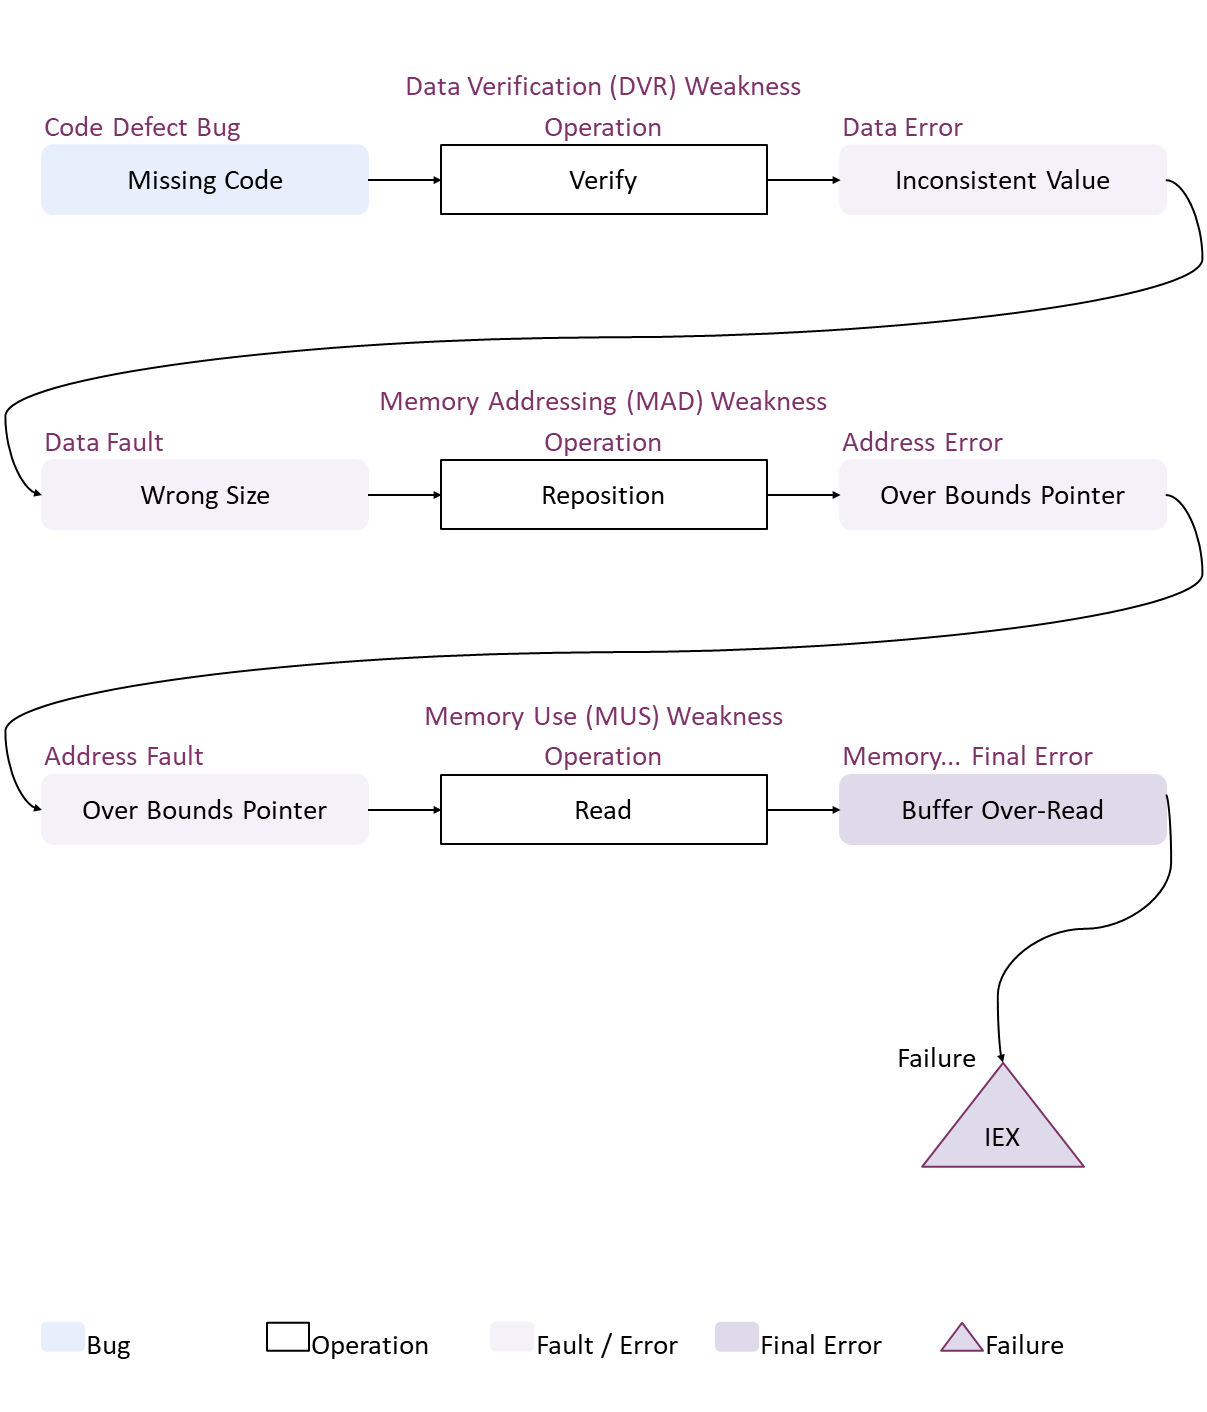 Data Verification (DVR) Weakness
Code Defect Bug Operation Data Error
Missing Code Verify Inconsistent Value
Memory Addressing (MAD) Weakness
Data Fault Operation Address Error
Wrong Size Reposition Over Bounds Pointer
Memory Use (MUS) Weakness
Address Fault Operation Memory... Final Error
Over Bounds Pointer Read Buffer Over-Read
Failure
IEX
Bug Operation Fault / Error Final Error Failure